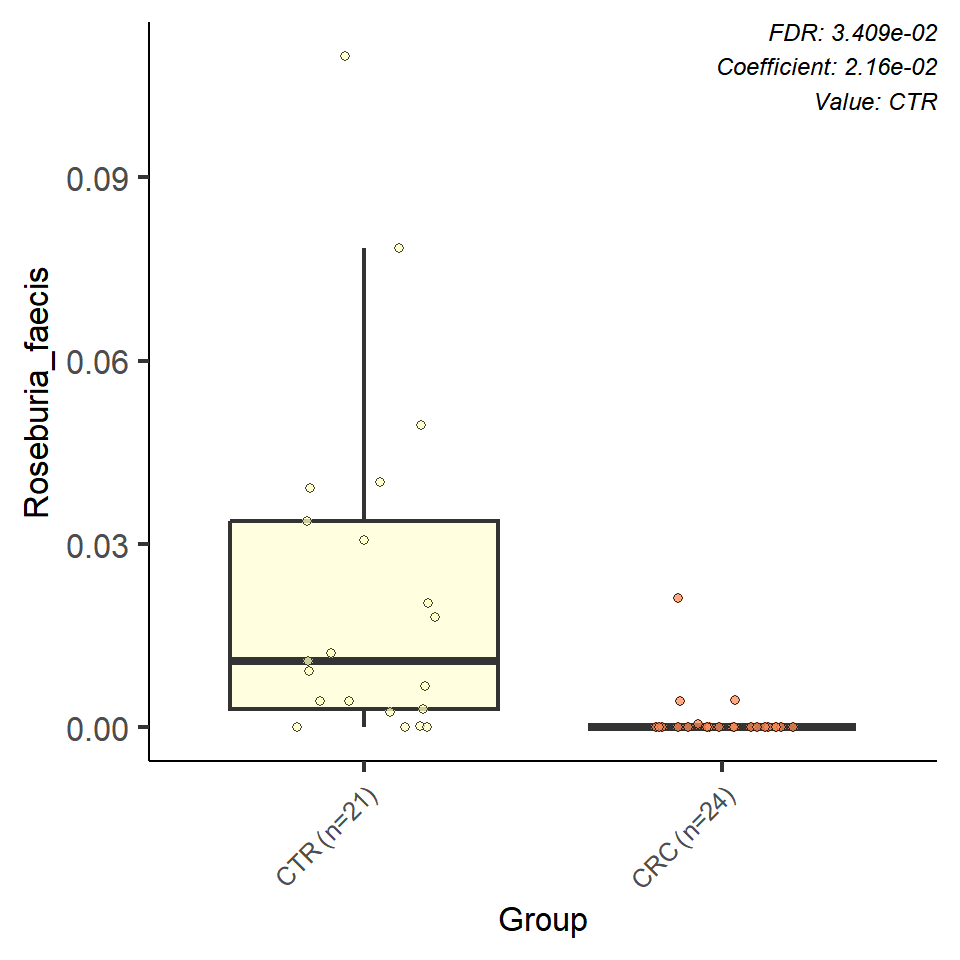 FDR: 3.409e-02
Coefficient: 2.16e-02
Value: CTR
Roseburia_faecis
0.09
0.06
0.03
0.00
CTR (n=21)
CRC (n=24)
Group